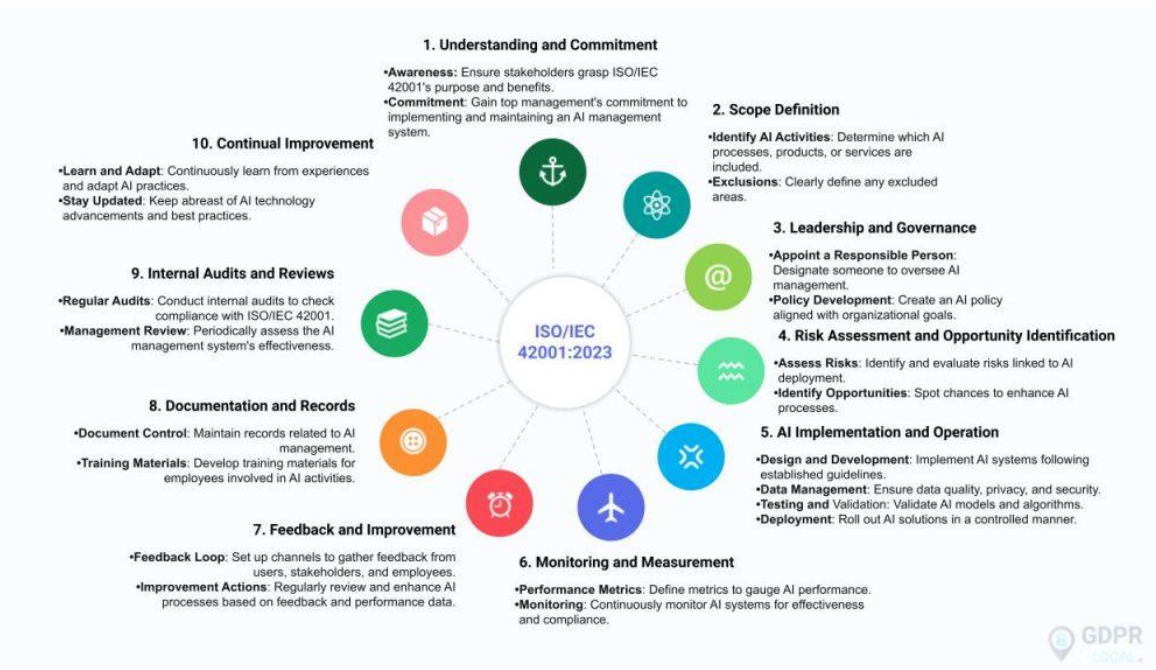 1. Understanding and Commitment
•Awareness: Ensure stakeholders grasp ISO/IEC
42001's purpose and benefits.
•Commitment: Gain top management's commitment to
implementing and maintaining an AI management
system.
2. Scope Definition
•Identify AI Activities: Determine which AI
processes, products, or services are
included.
•Exclusions: Clearly define any excluded
areas.
3. Leadership and Governance
•Appoint a Responsible Person:
Designate someone to oversee AI
management.
•Policy Development: Create an AI policy
aligned with organizational goals.
@
4. Risk Assessment and Opportunity Identification
•Assess Risks: Identify and evaluate risks linked to AI
deployment.
•Identify Opportunities: Spot chances to enhance AI
processes.
5. AI Implementation and Operation
•Design and Development: Implement AI systems following
established guidelines.
•Data Management: Ensure data quality, privacy, and security.
•Testing and Validation: Validate AI models and algorithms.
•Deployment: Roll out AI solutions in a controlled manner.
6. Monitoring and Measurement
•Performance Metrics: Define metrics to gauge AI performance.
•Monitoring: Continuously monitor AI systems for effectiveness
and compliance.
7. Feedback and Improvement
•Feedback Loop: Set up channels to gather feedback from
users, stakeholders, and employees.
•Improvement Actions: Regularly review and enhance AI
processes based on feedback and performance data.
8. Documentation and Records
•Document Control: Maintain records related to AI
management.
•Training Materials: Develop training materials for
employees involved in AI activities.
9. Internal Audits and Reviews
•Regular Audits: Conduct internal audits to check
compliance with ISO/IEC 42001.
•Management Review: Periodically assess the AI
management system's effectiveness.
10. Continual Improvement
•Learn and Adapt: Continuously learn from experiences
and adapt AI practices.
•Stay Updated: Keep abreast of AI technology
advancements and best practices.
ISO/IEC
42001:2023
GDPR
LOCAL.